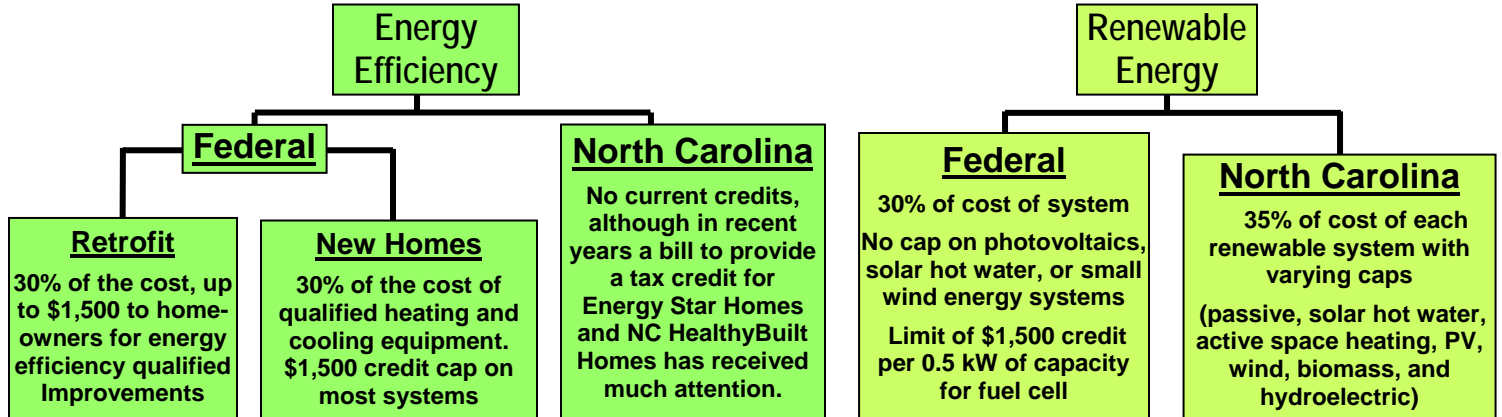 Energy
Efficiency
Federal
Retrofit
30% of the cost, up
to $1,500 to home-
owners for energy
efficiency qualified
Improvements
New Homes
30% of the cost of
qualified heating and
cooling equipment.
$1,500 credit cap on
most systems
North Carolina
No current credits,
although in recent
years a bill to provide
a tax credit for
Energy Star Homes
and NC HealthyBuilt
Homes has received
much attention.
Renewable
Energy
Federal
30% of cost of system
No cap on photovoltaics,
solar hot water, or small
wind energy systems
Limit of $1,500 credit
per 0.5 kW of capacity
for fuel cell
North Carolina
35% of cost of each
renewable system with
varying caps
(passive, solar hot water,
active space heating, PV,
wind, biomass, and
hydroelectric)